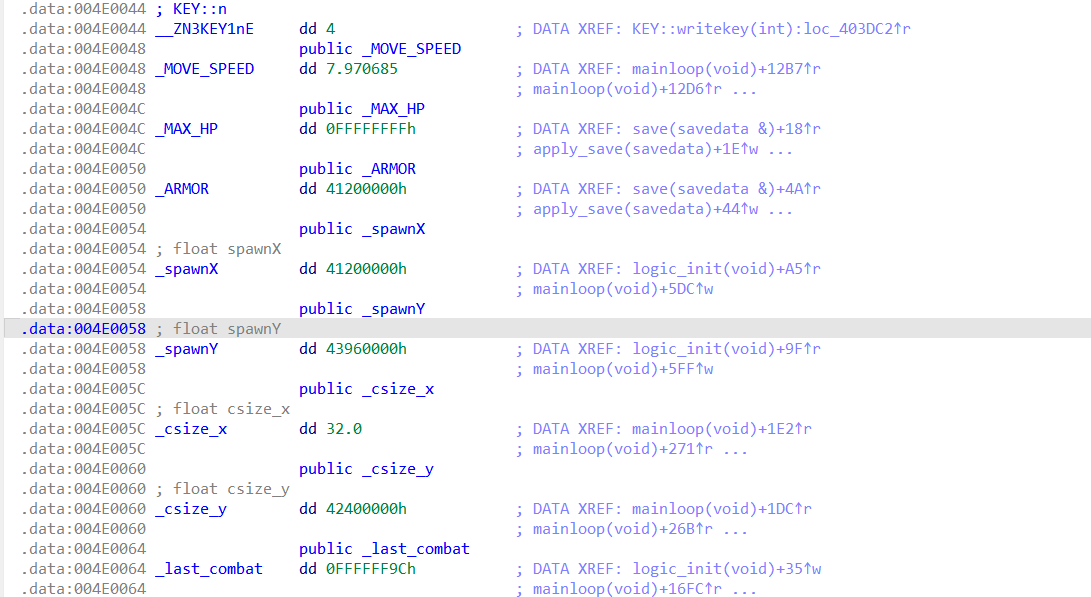 .data:004E0044 ; KEY::n
.data:004E0044 __ZN3KEY1nE dd 4 ; DATA XREF: KEY::writekey(int):loc_403DC2↑r
.data:004E0048 public _MOVE_SPEED
.data:004E0048 _MOVE_SPEED dd 7.970685 ; DATA XREF: mainloop(void)+12B7↑r
.data:004E0048 ; mainloop(void)+12D6↑r ...
.data:004E004C public _MAX_HP
.data:004E004C _MAX_HP dd 0FFFFFFFFh ; DATA XREF: save(savedata &)+18↑r
.data:004E004C ; apply_save(savedata)+1E↑w ...
.data:004E0050 public _ARMOR
.data:004E0050 _ARMOR dd 41200000h ; DATA XREF: save(savedata &)+4A↑r
.data:004E0050 ; apply_save(savedata)+44↑w ...
.data:004E0054 public _spawnX
.data:004E0054 ; float spawnX
.data:004E0054 _spawnX dd 41200000h ; DATA XREF: logic_init(void)+A5↑r
.data:004E0054 ; mainloop(void)+5DC↑w
.data:004E0058 public _spawnY
.data:004E0058 ; float spawnY
.data:004E0058 _spawnY dd 43960000h ; DATA XREF: logic_init(void)+9F↑r
.data:004E0058 ; mainloop(void)+5FF↑w
.data:004E005C public _csize_x
.data:004E005C ; float csize_x
.data:004E005C _csize_x dd 32.0 ; DATA XREF: mainloop(void)+1E2↑r
.data:004E005C ; mainloop(void)+271↑r ...
.data:004E0060 public _csize_y
.data:004E0060 ; float csize_y
.data:004E0060 _csize_y dd 42400000h ; DATA XREF: mainloop(void)+1DC↑r
.data:004E0060 ; mainloop(void)+26B↑r ...
.data:004E0064 public _last_combat
.data:004E0064 _last_combat dd 0FFFFFF9Ch ; DATA XREF: logic_init(void)+35↑w
.data:004E0064 ; mainloop(void)+16FC↑r ...